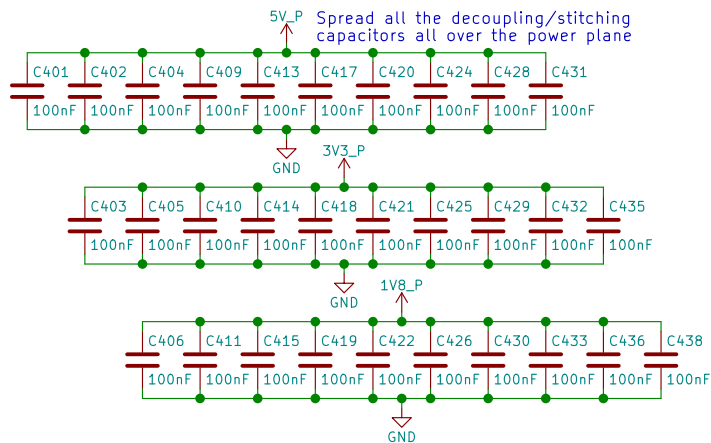 5V_P
Spread all the decoupling/stitching
capacitors all over the power plane
C401 C402 C404 C409 C413 C417 C420 C424 C428 C431
100nF 100nF 100nF 100nF 100nF 100nF 100nF 100nF 100nF 100nF
GND
3V3_P
C403 C405 C410 C414 C418 C421 C425 C429 C432 C435
100nF 100nF 100nF 100nF 100nF 100nF 100nF 100nF 100nF 100nF
GND
1V8_P
C406 C411 C415 C419 C422 C426 C430 C433 C436 C438
100nF 100nF 100nF 100nF 100nF 100nF 100nF 100nF 100nF 100nF
GND